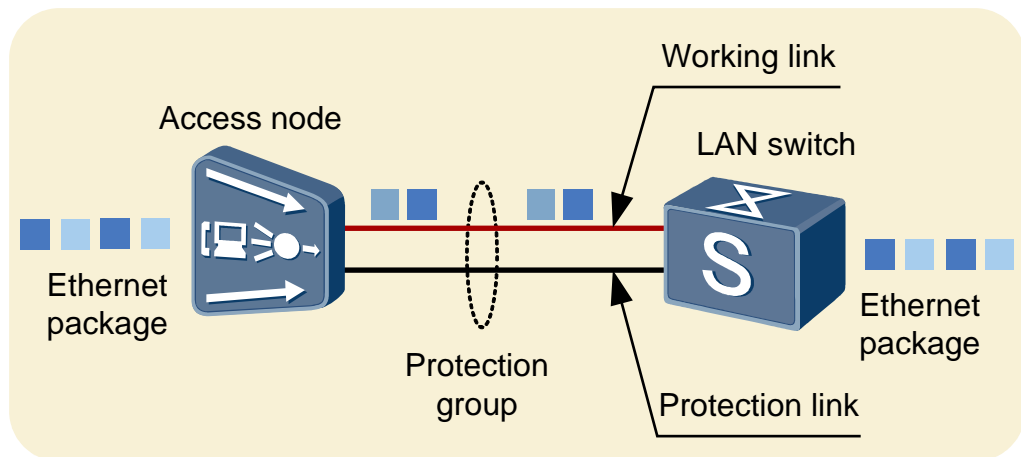 Working link
Access node
LAN switch
S
Ethernet
package
Ethernet
package
Protection
group
Protection link